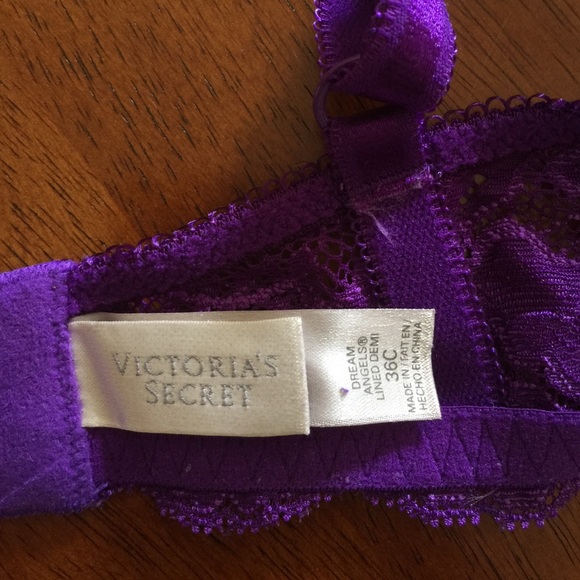 VICTORIA'S
SECRET
DREAM
ANGELS®
LINED DEMI
36C
MADE IN / FAIT EN /
HECHO EN CHINA